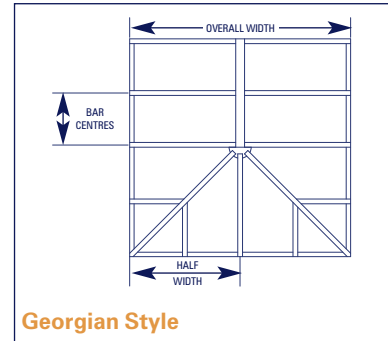 OVERALL WIDTH
BAR
CENTRES
HALF
WIDTH
Georgian Style